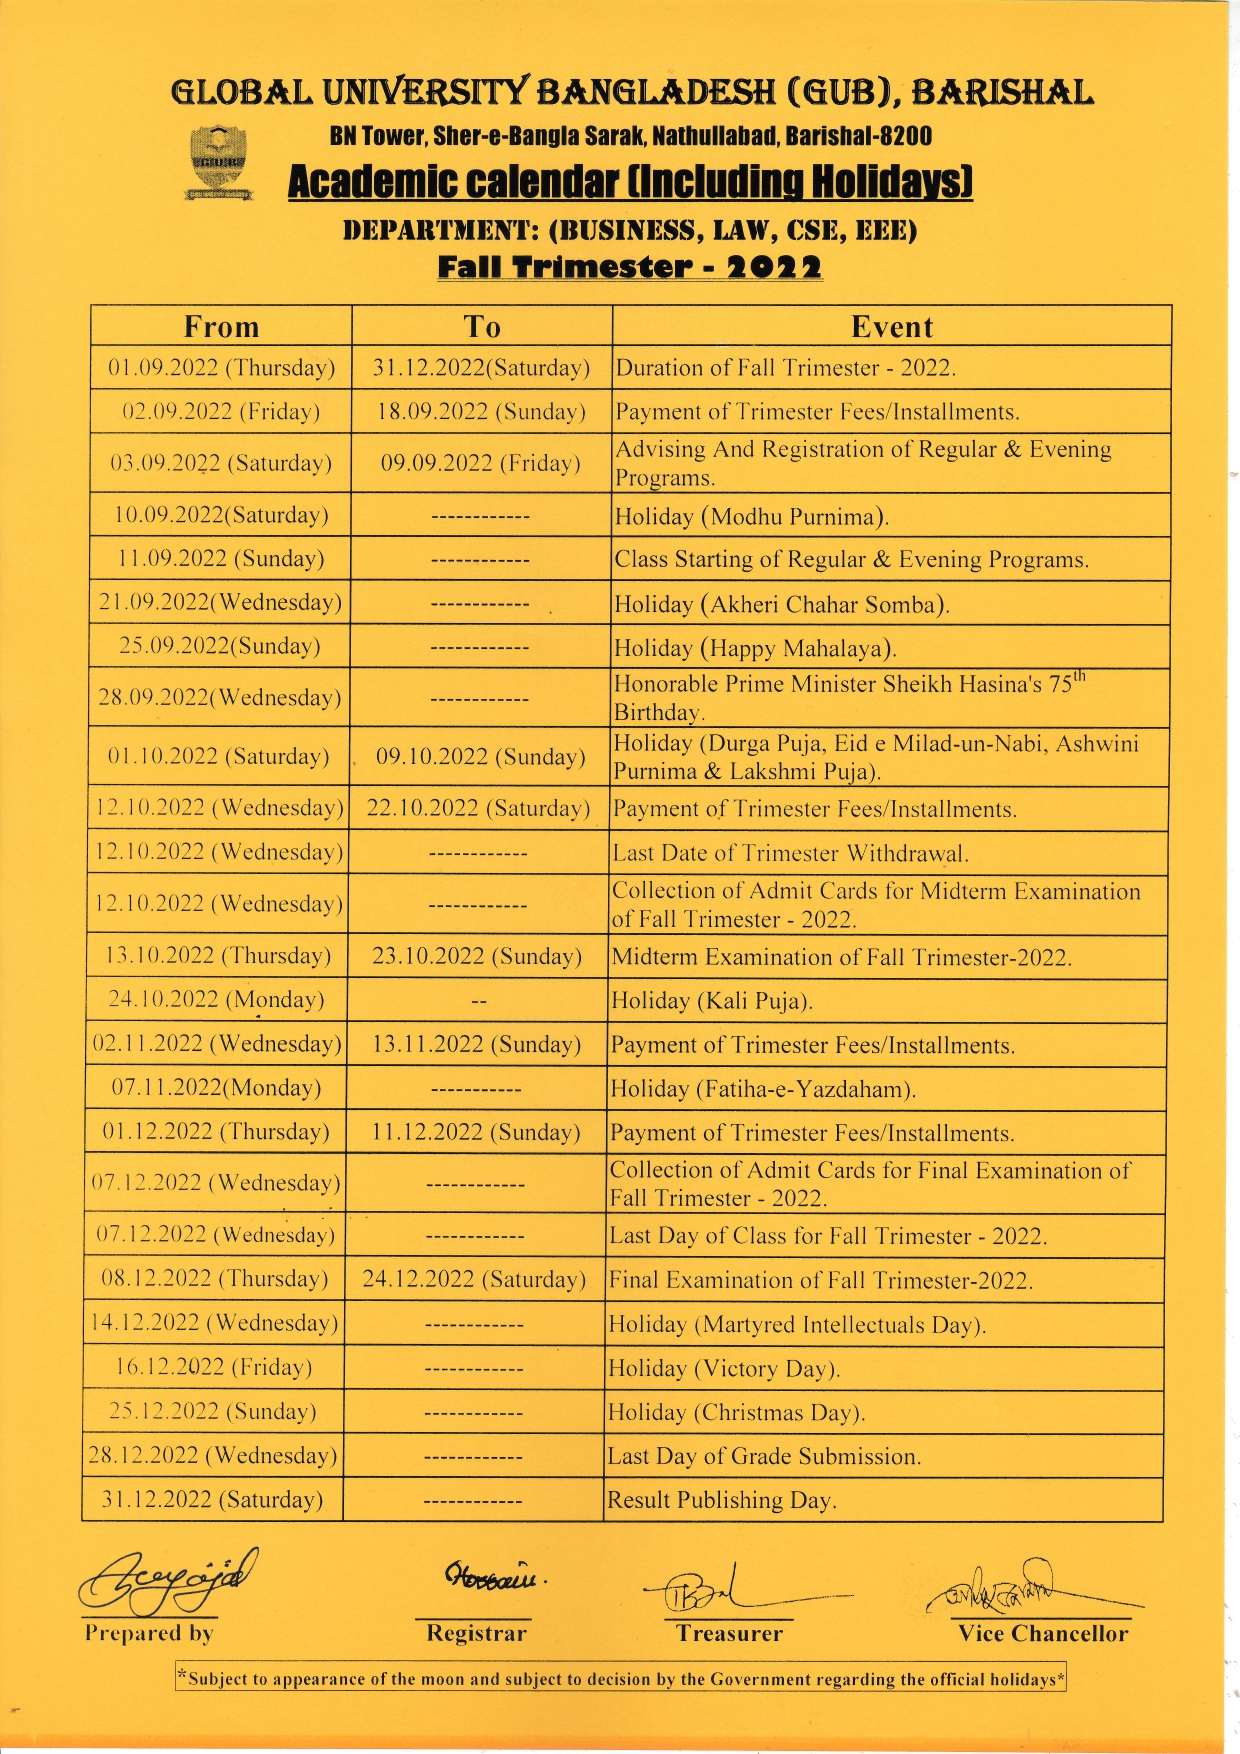 GLOBAL UNIVERSITY BANGLADESH (GUB), BARISHAL
BN Tower, Sher-e-Bangla Sarak, Nathullabad, Barishal-8200
Academic calendar (Including Holidays)
DEPARTMENT: (BUSINESS, LAW, CSE, EEE)
Fall Trimester - 2022
From To Event
01.09.2022 (Thursday) 31.12.2022(Saturday) Duration of Fall Trimester - 2022.
02.09.2022 (Friday) 18.09.2022 (Sunday) Payment of Trimester Fees/Installments.
03.09.2022 (Saturday) 09.09.2022 (Friday) Advising And Registration of Regular & Evening
Programs.
10.09.2022(Saturday) ------------ Holiday (Modhu Purnima).
11.09.2022 (Sunday) ------------ Class Starting of Regular & Evening Programs.
21.09.2022(Wednesday) ------------ Holiday (Akheri Chahar Somba).
25.09.2022(Sunday) ------------ Holiday (Happy Mahalaya).
28.09.2022(Wednesday) ------------ Honorable Prime Minister Sheikh Hasina's 75th
Birthday.
01.10.2022 (Saturday) 09.10.2022 (Sunday) Holiday (Durga Puja, Eid e Milad-un-Nabi, Ashwini
Purnima & Lakshmi Puja).
12.10.2022 (Wednesday) 22.10.2022 (Saturday) Payment of Trimester Fees/Installments.
12.10.2022 (Wednesday) ------------ Last Date of Trimester Withdrawal.
12.10.2022 (Wednesday) ------------ Collection of Admit Cards for Midterm Examination
of Fall Trimester - 2022.
13.10.2022 (Thursday) 23.10.2022 (Sunday) Midterm Examination of Fall Trimester-2022.
24.10.2022 (Monday) -- Holiday (Kali Puja).
02.11.2022 (Wednesday) 13.11.2022 (Sunday) Payment of Trimester Fees/Installments.
07.11.2022(Monday) ----------- Holiday (Fatiha-e-Yazdaham).
01.12.2022 (Thursday) 11.12.2022 (Sunday) Payment of Trimester Fees/Installments.
07.12.2022 (Wednesday) ------------ Collection of Admit Cards for Final Examination of
Fall Trimester - 2022.
07.12.2022 (Wednesday) ------------ Last Day of Class for Fall Trimester - 2022.
08.12.2022 (Thursday) 24.12.2022 (Saturday) Final Examination of Fall Trimester-2022.
14.12.2022 (Wednesday) ------------ Holiday (Martyred Intellectuals Day).
16.12.2022 (Friday) ------------ Holiday (Victory Day).
25.12.2022 (Sunday) ------------ Holiday (Christmas Day).
28.12.2022 (Wednesday) ------------ Last Day of Grade Submission.
31.12.2022 (Saturday) ------------ Result Publishing Day.
Hossain.
Prepared by Registrar Treasurer Vice Chancellor
*Subject to appearance of the moon and subject to decision by the Government regarding the official holidays*